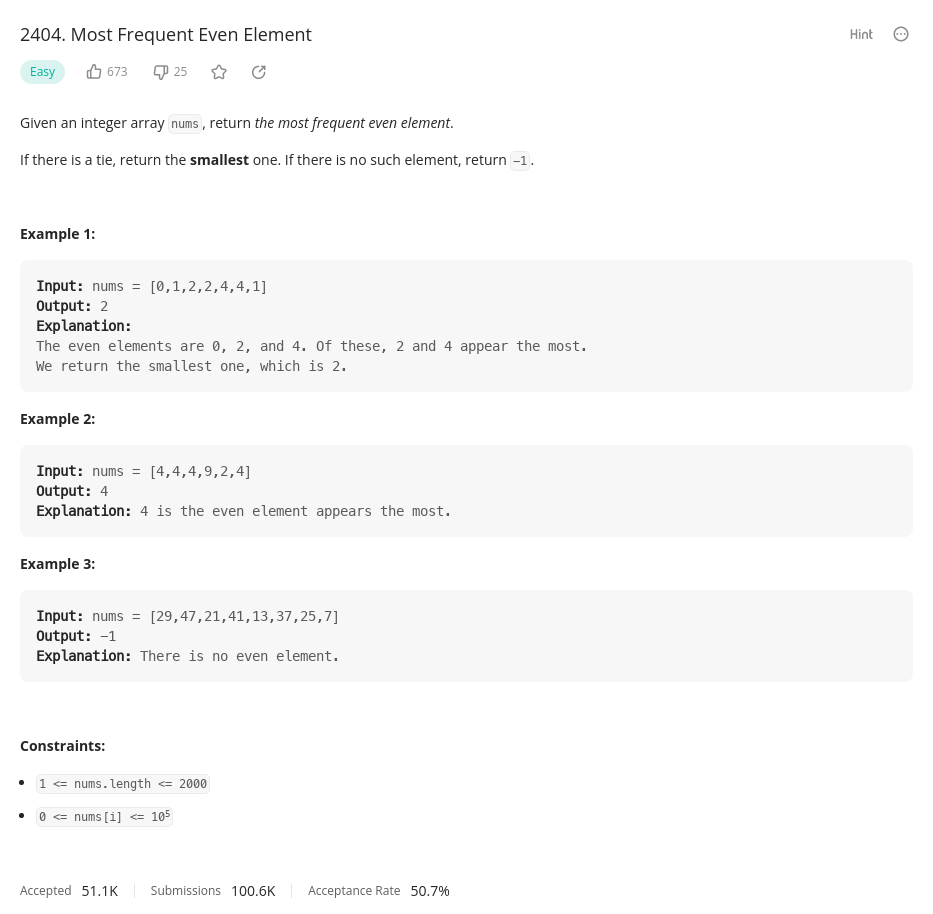 2404. Most Frequent Even Element
Hint
Easy 673 25
Given an integer array nums, return the most frequent even element.
If there is a tie, return the smallest one. If there is no such element, return -1.
Example 1:
Input: nums = [0,1,2,2,4,4,1]
Output: 2
Explanation:
The even elements are 0, 2, and 4. Of these, 2 and 4 appear the most.
We return the smallest one, which is 2.
Example 2:
Input: nums = [4,4,4,9,2,4]
Output: 4
Explanation: 4 is the even element appears the most.
Example 3:
Input: nums = [29,47,21,41,13,37,25,7]
Output: -1
Explanation: There is no even element.
Constraints:
• 1 <= nums.length <= 2000
• 0 <= nums[i] <= 10⁵
Accepted 51.1K Submissions 100.6K Acceptance Rate 50.7%